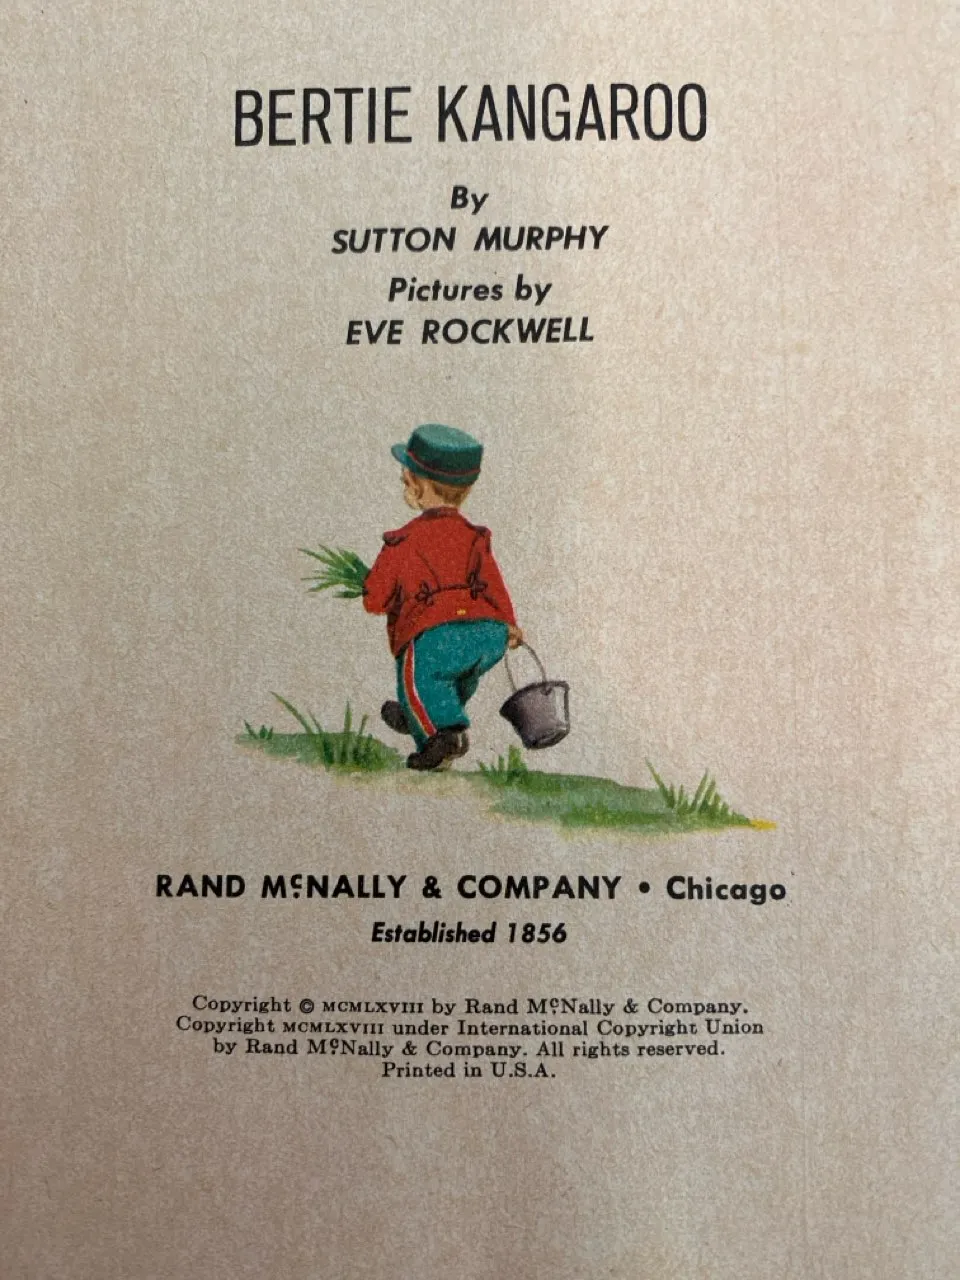 BERTIE KANGAROO
By
SUTTON MURPHY
Pictures by
EVE ROCKWELL
RAND MCNALLY & COMPANY • Chicago
Established 1856
Copyright © MCMLXVIII by Rand McNally & Company.
Copyright MCMLXVIII under International Copyright Union
by Rand McNally & Company. All rights reserved.
Printed in U.S.A.